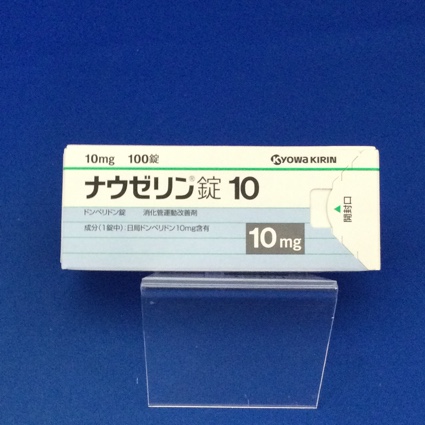 10mg 100錠
KYOWA KIRIN
ナウゼリン®錠 10
ドンペリドン錠 消化管運動改善剤
成分(1錠中):日局ドンペリドン10mg含有
10 mg
開封口